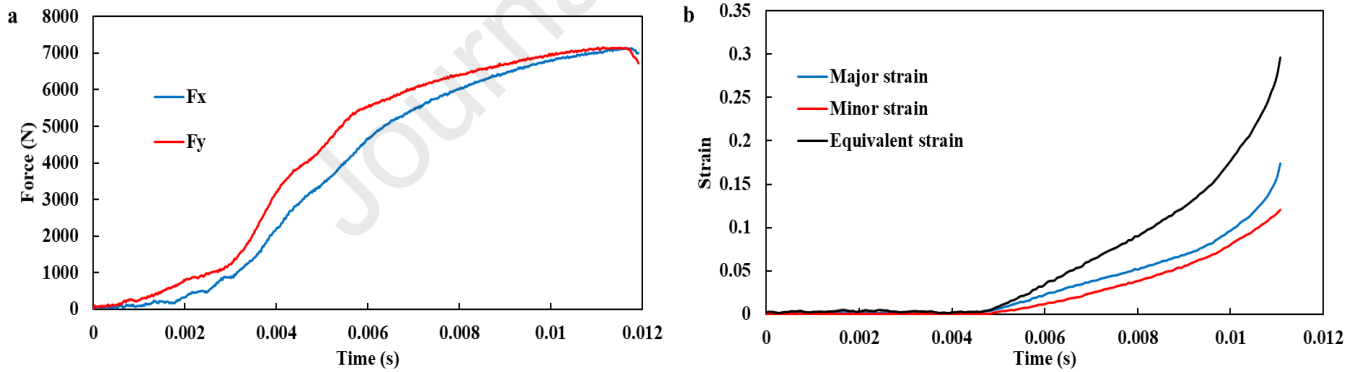 a
8000
7000
6000
5000
4000
3000
2000
1000
0
Force (N)
Fx
Fy
0
0.002
0.004
0.006
0.008
0.01
0.012
Time (s)
Journa
b
0.35
0.3
0.25
0.2
0.15
0.1
0.05
0
Strain
Major strain
Minor strain
Equivalent strain
0
0.002
0.004
0.006
0.008
0.01
0.012
Time (s)